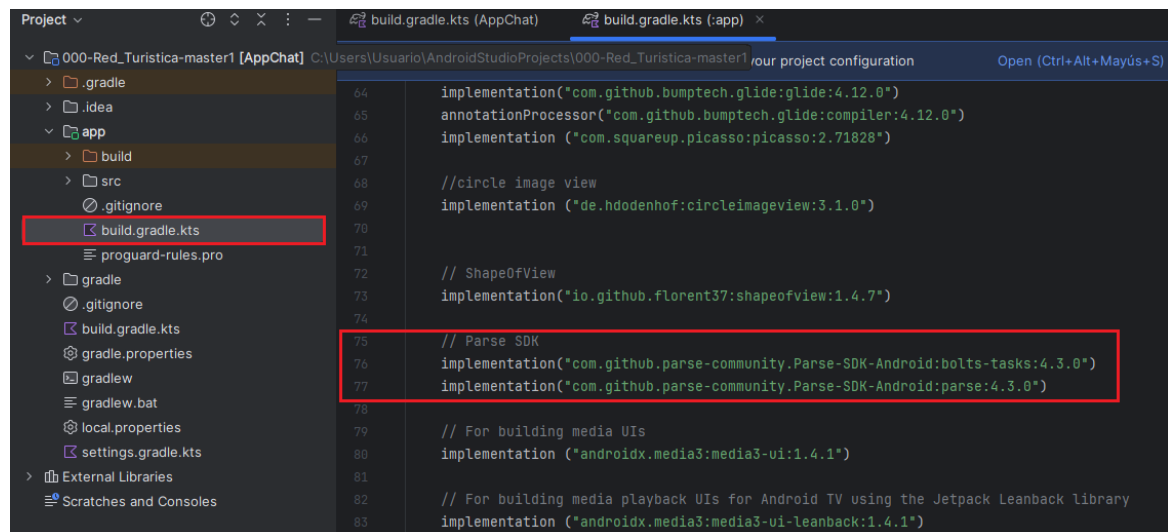 Project
000-Red_Turistica-master1 [AppChat] C:\Users\Usuario\AndroidStudioProjects\000-Red_Turistica-master1
.gradle
.idea
app
build
src
.gitignore
build.gradle.kts
proguard-rules.pro
gradle
.gitignore
build.gradle.kts
gradle.properties
gradlew
gradlew.bat
local.properties
settings.gradle.kts
External Libraries
Scratches and Consoles
build.gradle.kts (AppChat)
build.gradle.kts (:app)
your project configuration
Open (Ctrl+Alt+Mayús+S)
64 implementation("com.github.bumptech.glide:glide:4.12.0")
65 annotationProcessor("com.github.bumptech.glide:compiler:4.12.0")
66 implementation ("com.squareup.picasso:picasso:2.71828")
67
68 //circle image view
69 implementation ("de.hdodenhof:circleimageview:3.1.0")
70
71
72 // ShapeOfView
73 implementation("io.github.florent37:shapeofview:1.4.7")
74
75 // Parse SDK
76 implementation("com.github.parse-community.Parse-SDK-Android:bolts-tasks:4.3.0")
77 implementation("com.github.parse-community.Parse-SDK-Android:parse:4.3.0")
78
79 // For building media UIs
80 implementation ("androidx.media3:media3-ui:1.4.1")
81
82 // For building media playback UIs for Android TV using the Jetpack Leanback library
83 implementation ("androidx.media3:media3-ui-leanback:1.4.1")